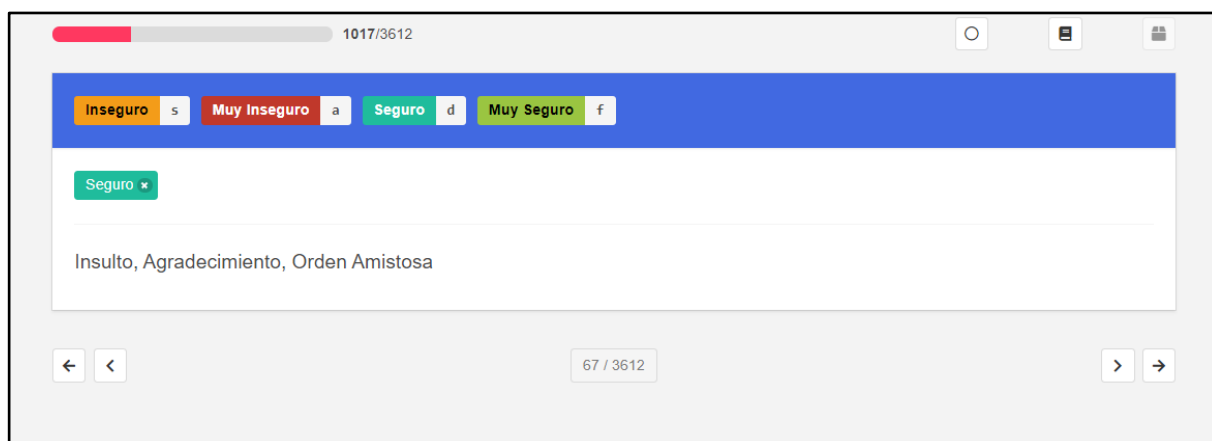 1017/3612
Inseguro s Muy Inseguro a Seguro d Muy Seguro f
Seguro
Insulto, Agradecimiento, Orden Amistosa
67 / 3612